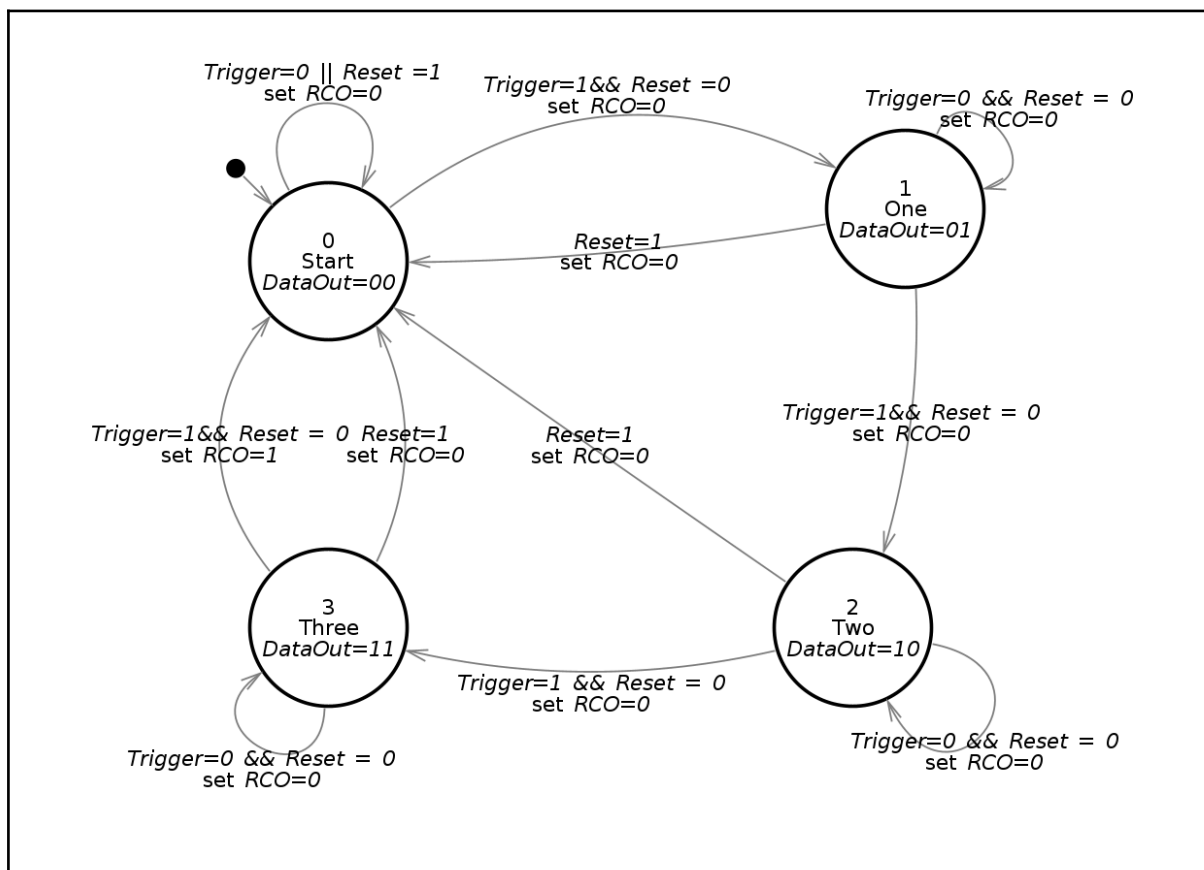 Trigger=0 || Reset =1
set RCO=0
Trigger=1&& Reset =0
set RCO=0
Trigger=0 && Reset = 0
set RCO=0
0
Start
DataOut=00
1
One
DataOut=01
Reset=1
set RCO=0
Trigger=1&& Reset = 0
set RCO=1
Reset=1
set RCO=0
Reset=1
set RCO=0
Trigger=1&& Reset = 0
set RCO=0
3
Three
DataOut=11
2
Two
DataOut=10
Trigger=1 && Reset = 0
set RCO=0
Trigger=0 && Reset = 0
set RCO=0
Trigger=0 && Reset = 0
set RCO=0